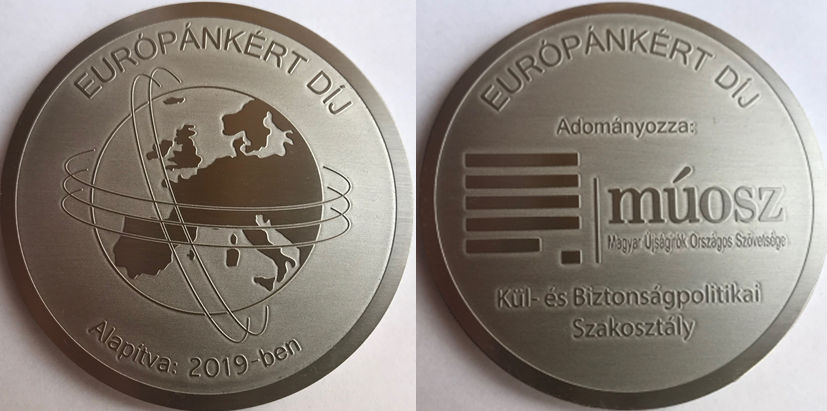 EURÓPÁNKÉRT DÍJ
Alapítva: 2019-ben
EURÓPÁNKÉRT DÍJ
Adományozza:
múosz
Magyar Újságírók Országos Szövetsége
Kül- és Biztonságpolitikai
Szakosztály